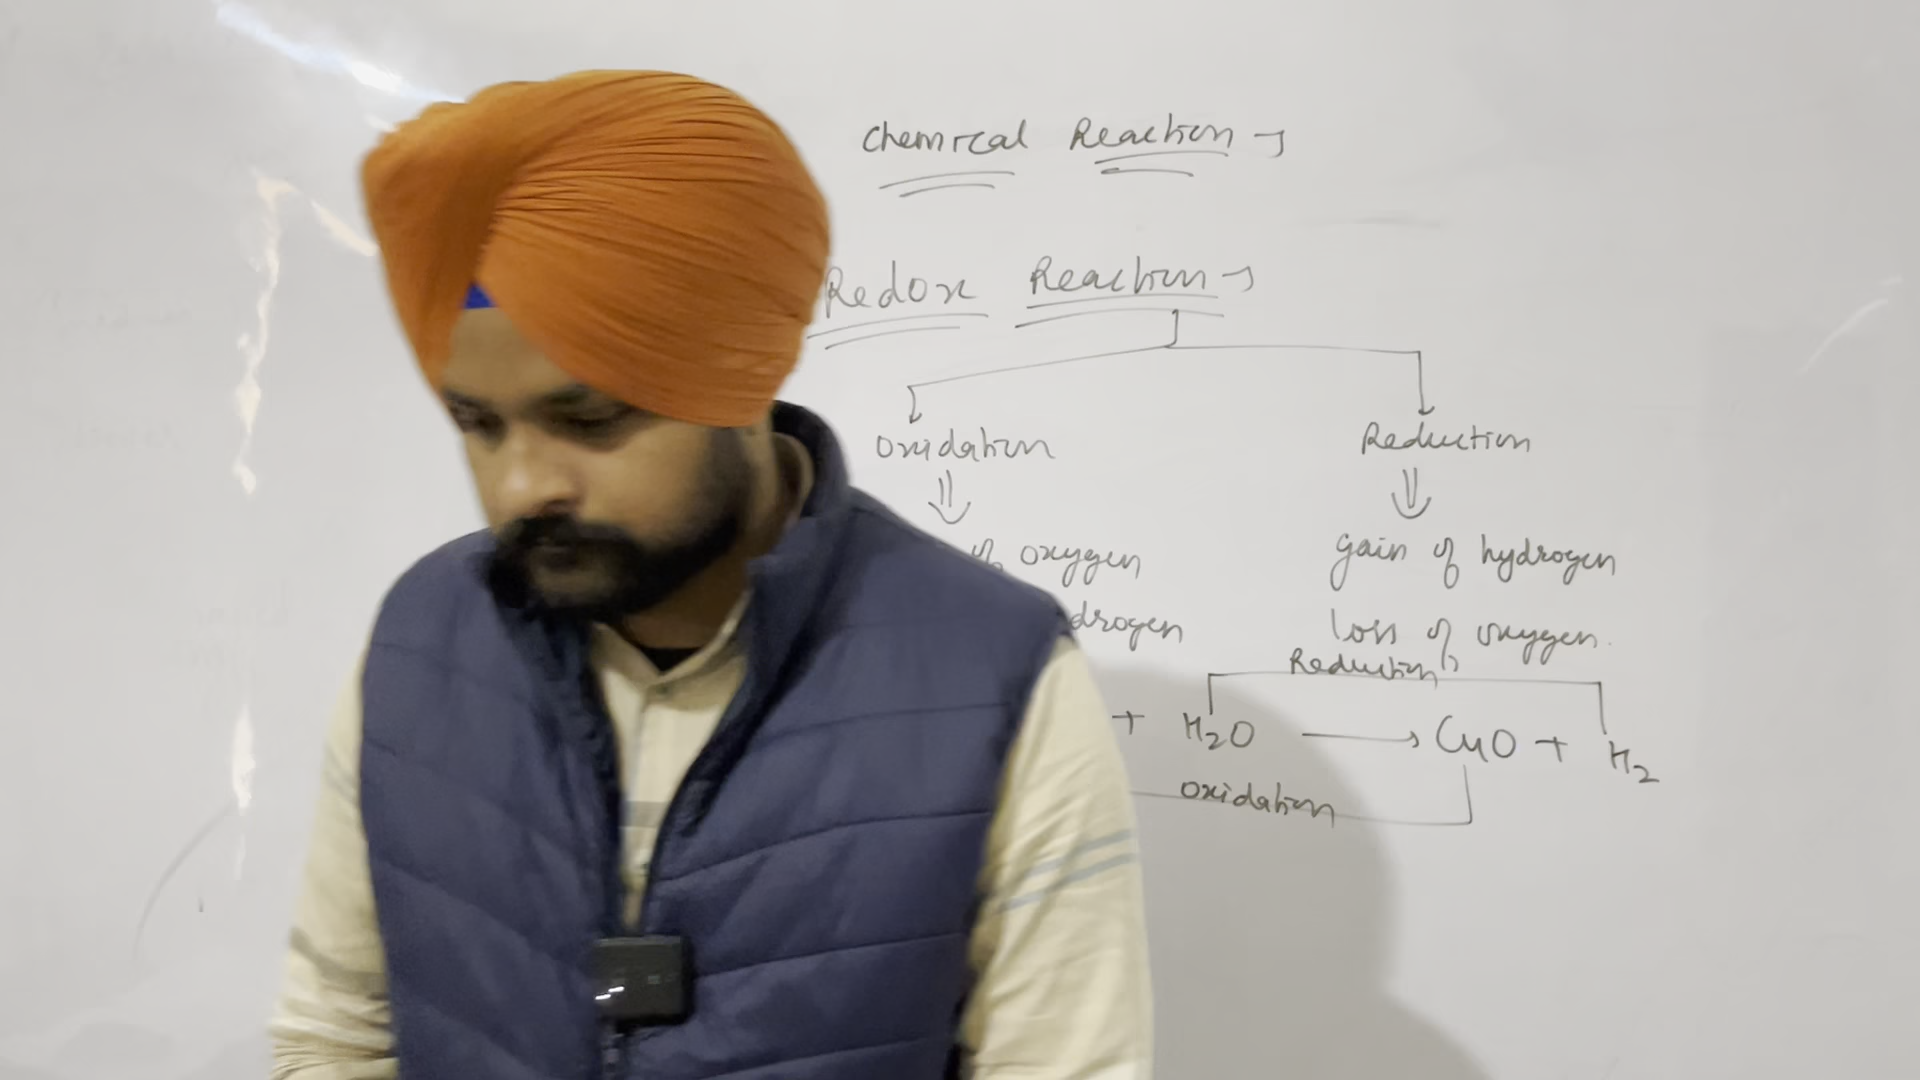 Chemical Reaction →
Redox Reaction →
Oxidation Reduction
of oxygen gain of hydrogen
drogen loss of oxygen.
Reduction
+ H2O ⟶ CuO + H2
Oxidation